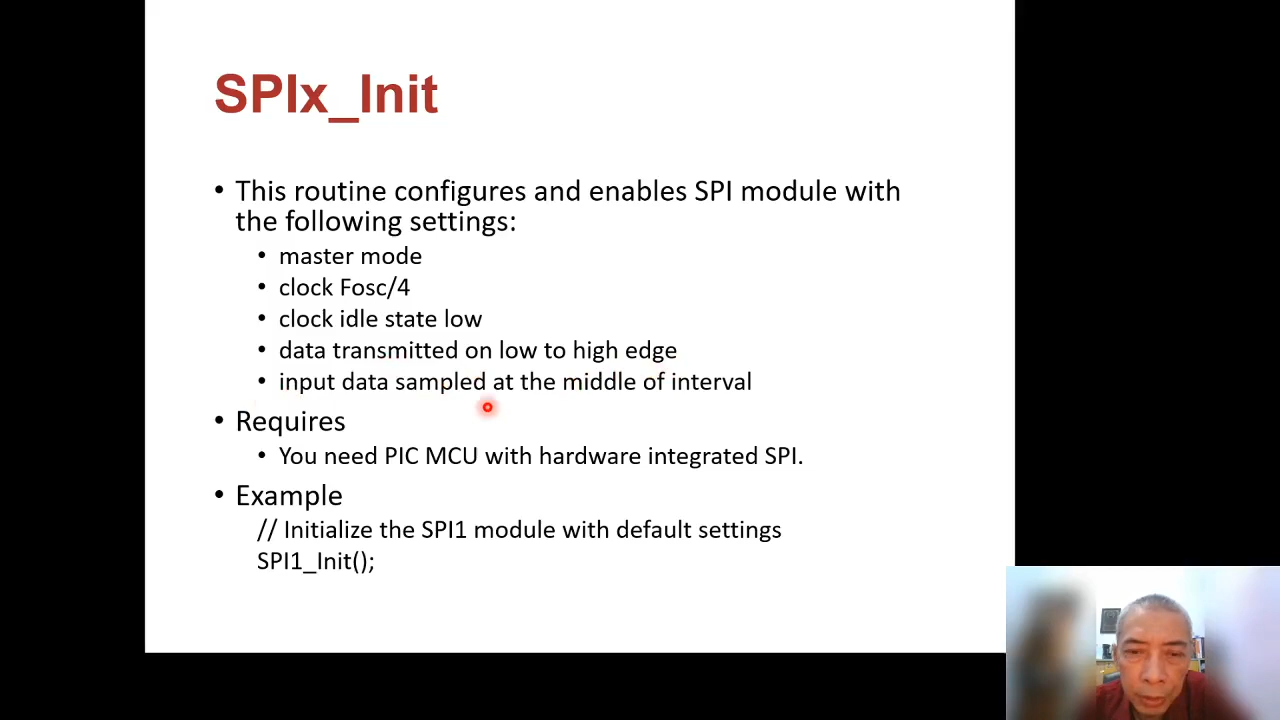 SPIx_Init
• This routine configures and enables SPI module with
the following settings:
• master mode
• clock Fosc/4
• clock idle state low
• data transmitted on low to high edge
• input data sampled at the middle of interval
• Requires
• You need PIC MCU with hardware integrated SPI.
• Example
// Initialize the SPI1 module with default settings
SPI1_Init();